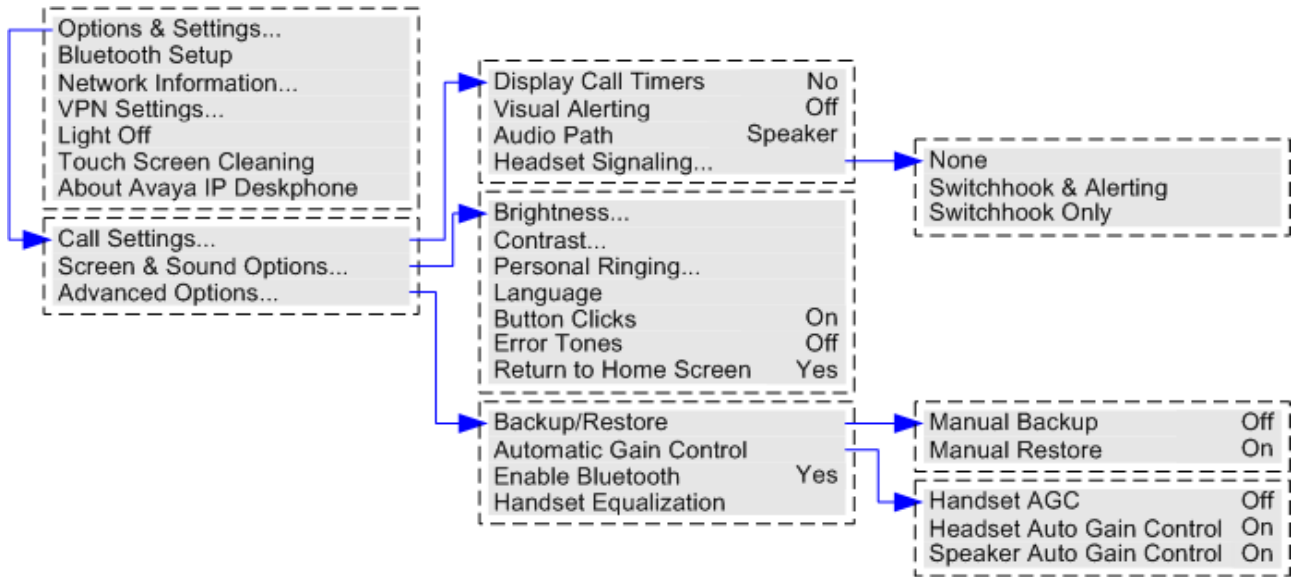 Options & Settings...
Bluetooth Setup
Network Information...
VPN Settings...
Light Off
Touch Screen Cleaning
About Avaya IP Deskphone
Call Settings...
Screen & Sound Options...
Advanced Options...
Display Call Timers No
Visual Alerting Off
Audio Path Speaker
Headset Signaling...
Brightness...
Contrast...
Personal Ringing...
Language
Button Clicks On
Error Tones Off
Return to Home Screen Yes
Backup/Restore
Automatic Gain Control
Enable Bluetooth Yes
Handset Equalization
None
Switchhook & Alerting
Switchhook Only
Manual Backup Off
Manual Restore On
Handset AGC Off
Headset Auto Gain Control On
Speaker Auto Gain Control On